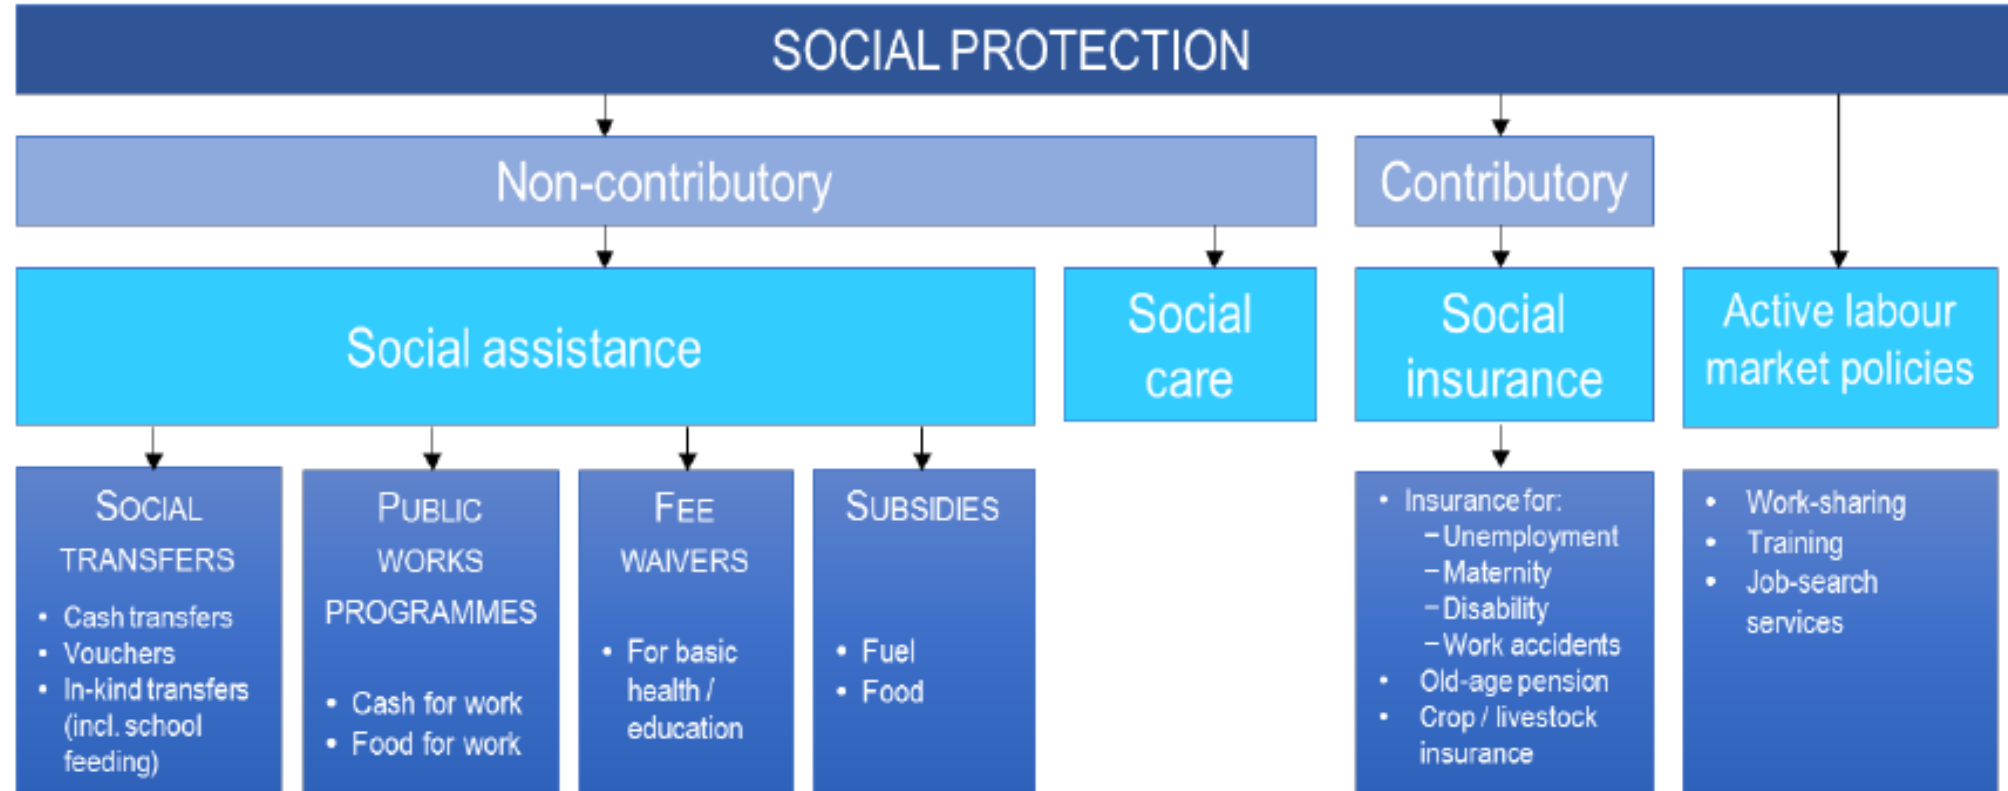 SOCIAL PROTECTION
Non-contributory
Contributory
Social assistance
Social
care
Social
insurance
Active labour
market policies
SOCIAL
TRANSFERS
• Cash transfers
• Vouchers
• In-kind transfers
(incl. school
feeding)
PUBLIC
WORKS
PROGRAMMES
• Cash for work
• Food for work
FEE
WAIVERS
• For basic
health /
education
SUBSIDIES
• Fuel
• Food
• Insurance for:
– Unemployment
– Maternity
– Disability
– Work accidents
• Old-age pension
• Crop / livestock
insurance
• Work-sharing
• Training
• Job-search
services